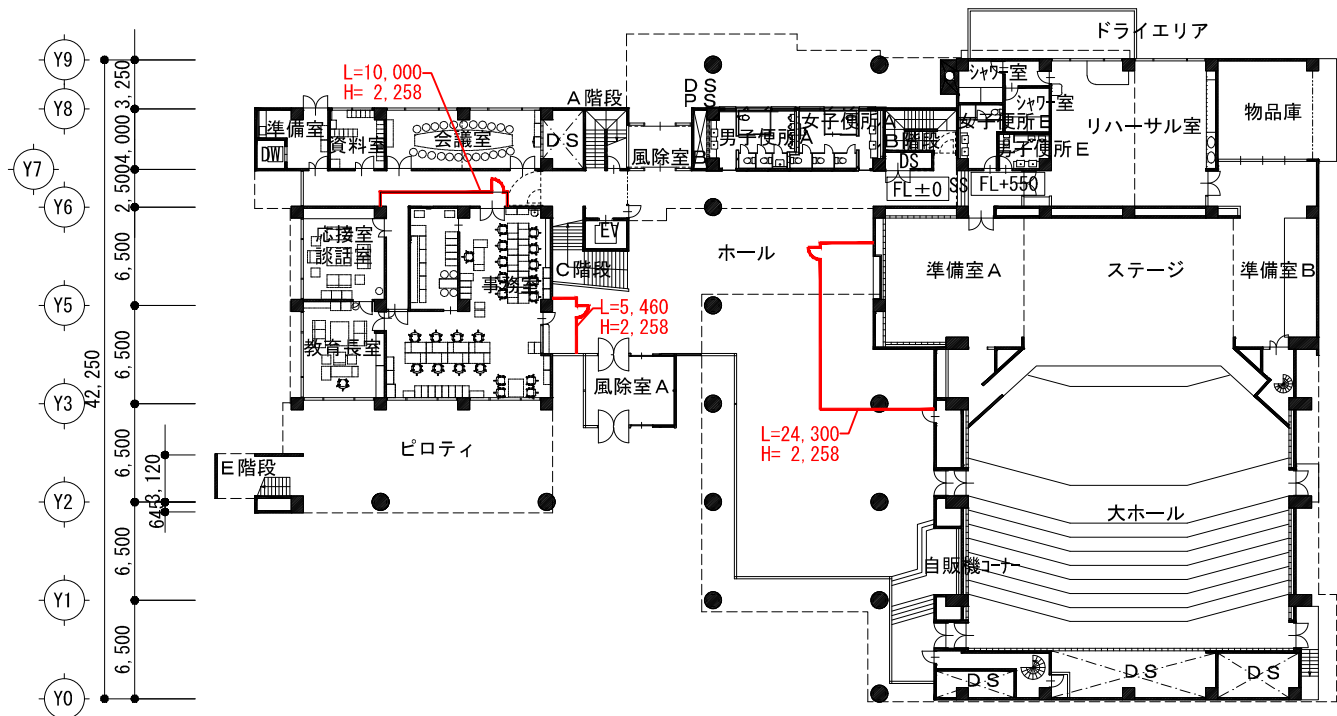 ドライエリア
Y9
Y8
Y7
Y6
Y5
Y3
Y2
Y1
Y0
42,250
3,250
4,000
2,500
6,500
6,500
6,500
6,500
6,500
3,120
645
L=10,000
H= 2,258
A階段
DS
PS
シャワー室
シャワー室
物品庫
準備室
資料室
会議室
DS
DW
風除室B
男子便所A
女子便所A
B階段
DS
女子便所E
男子便所E
リハーサル室
FL±0
SS
FL+550
応接室
談話室
事務室
EV
C階段
ホール
準備室A
ステージ
準備室B
L=5,460
H=2,258
教育長室
風除室A
L=24,300
H= 2,258
ピロティ
E階段
大ホール
自販機コーナー
DS
DS
DS